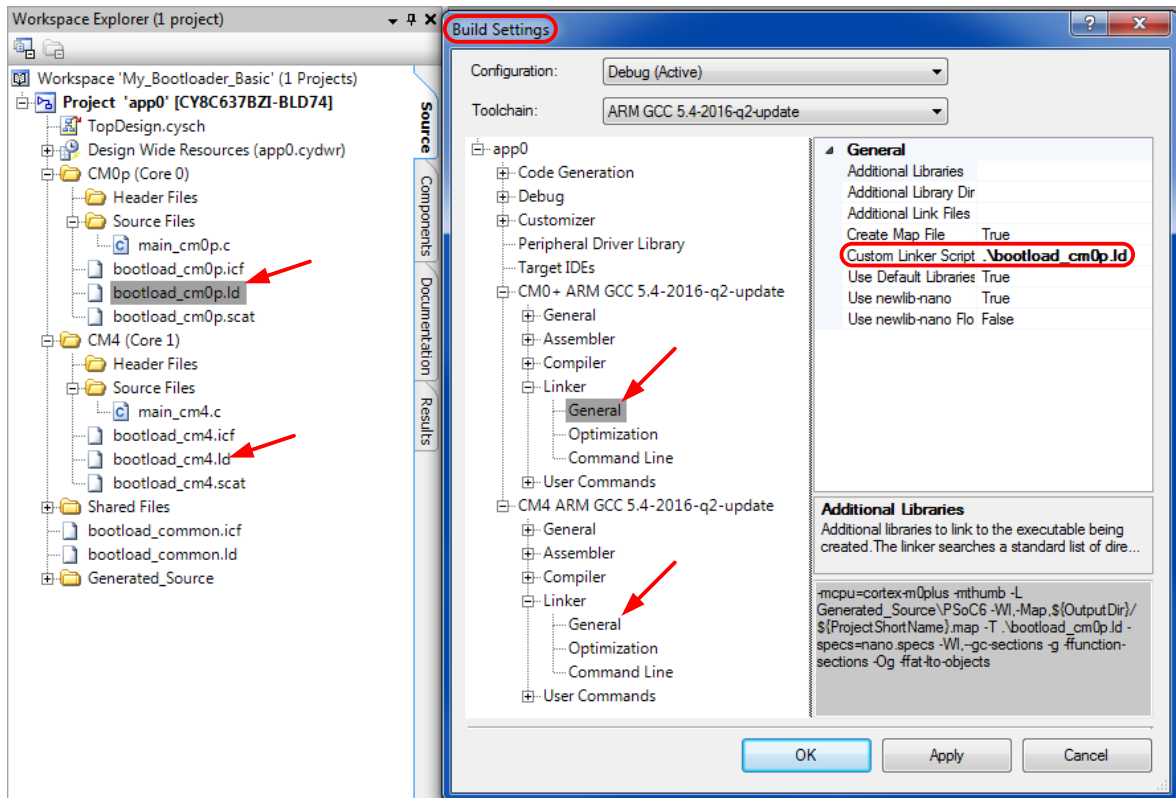 Workspace Explorer (1 project)
Workspace 'My_Bootloader_Basic' (1 Projects)
Project 'app0' [CY8C637BZI-BLD74]
TopDesign.cysch
Design Wide Resources (app0.cydwr)
CM0p (Core 0)
Header Files
Source Files
main_cm0p.c
bootload_cm0p.icf
bootload_cm0p.ld
bootload_cm0p.scat
CM4 (Core 1)
Header Files
Source Files
main_cm4.c
bootload_cm4.icf
bootload_cm4.ld
bootload_cm4.scat
Shared Files
bootload_common.icf
bootload_common.ld
Generated_Source
Source
Components
Documentation
Results
Build Settings
Configuration:
Debug (Active)
Toolchain:
ARM GCC 5.4-2016-q2-update
app0
Code Generation
Debug
Customizer
Peripheral Driver Library
Target IDEs
CM0+ ARM GCC 5.4-2016-q2-update
General
Assembler
Compiler
Linker
General
Optimization
Command Line
User Commands
CM4 ARM GCC 5.4-2016-q2-update
General
Assembler
Compiler
Linker
General
Optimization
Command Line
User Commands
General
Additional Libraries
Additional Library Dir
Additional Link Files
Create Map File True
Custom Linker Script .\bootload_cm0p.ld
Use Default Libraries True
Use newlib-nano True
Use newlib-nano Flo False
Additional Libraries
Additional libraries to link to the executable being
created.The linker searches a standard list of dire...
-mcpu=cortex-m0plus -mthumb -L
Generated_Source\PSoC6 -Wl,-Map,${OutputDir}/
${ProjectShortName}.map -T .\bootload_cm0p.ld -
specs=nano.specs -Wl,--gc-sections -g -ffunction-
sections -Og -ffat-lto-objects
OK
Apply
Cancel